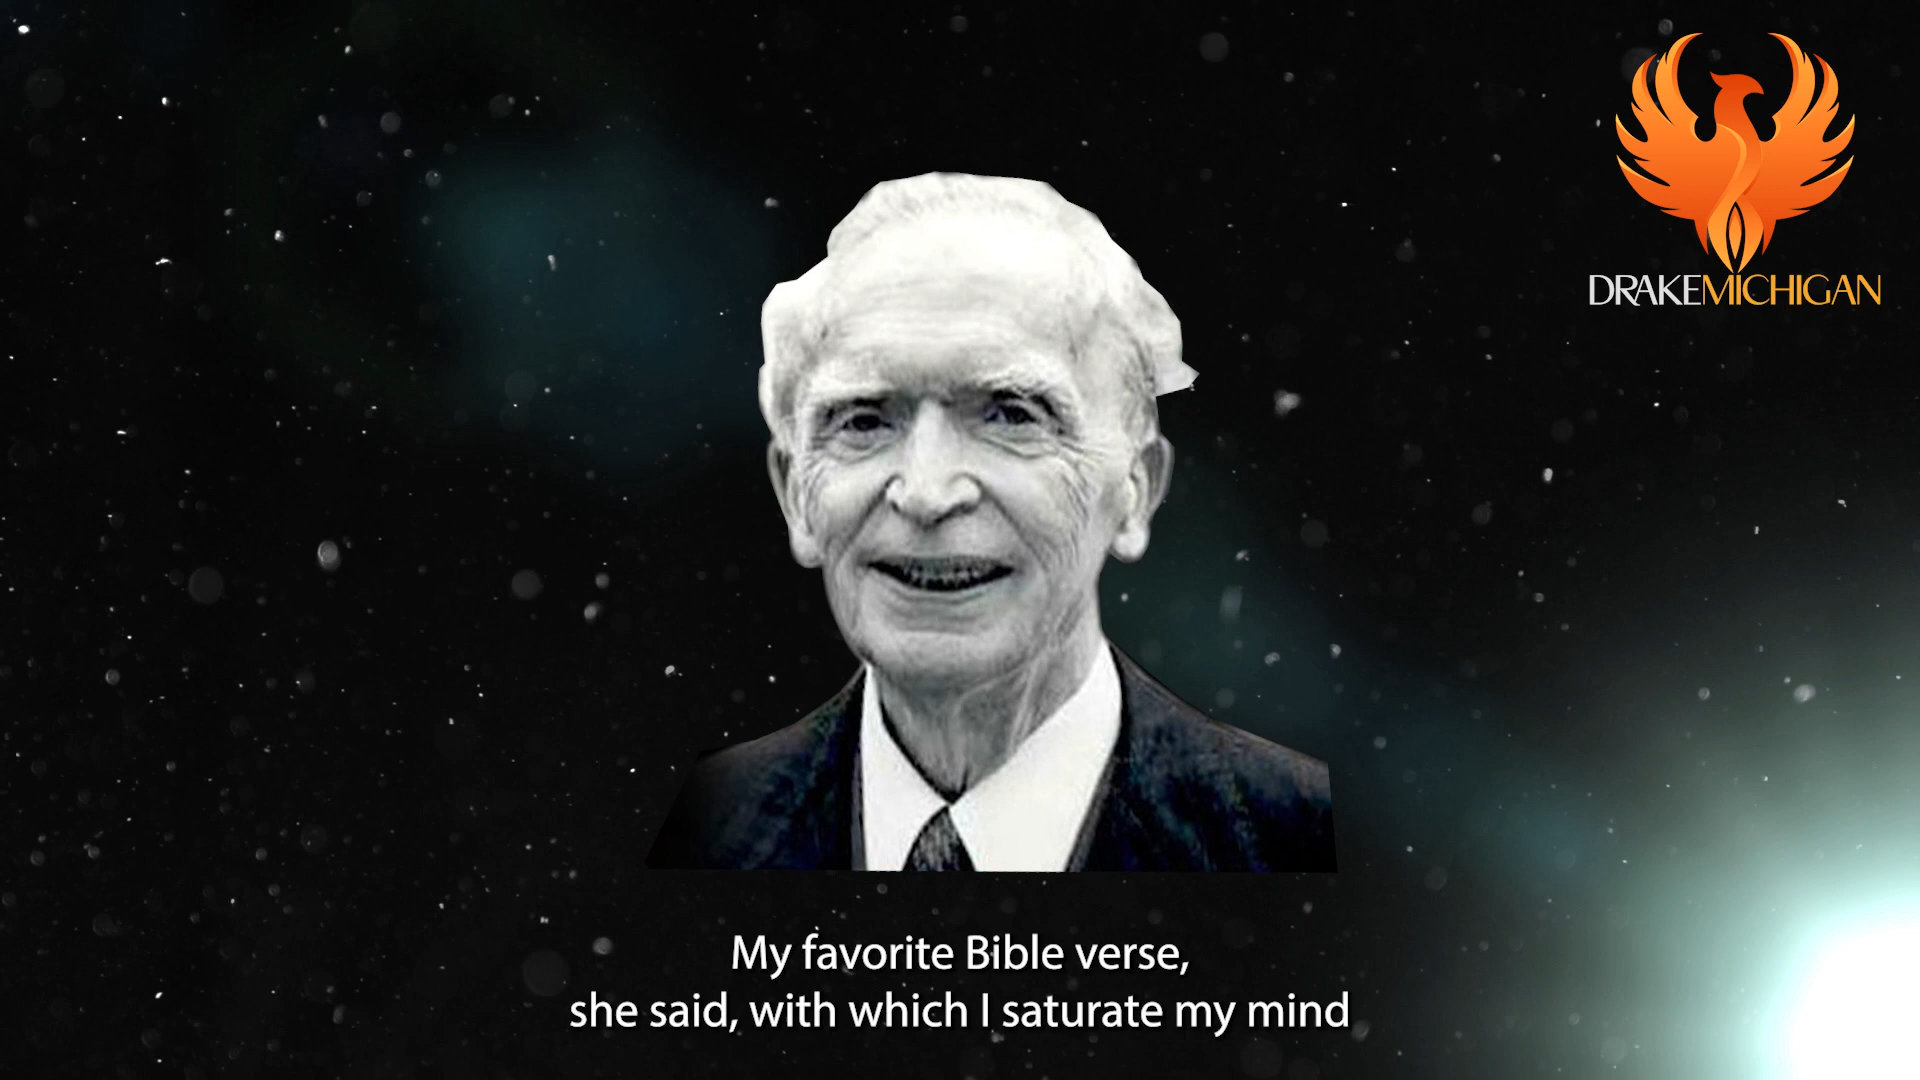 DRAKEMICHIGAN
My favorite Bible verse,
she said, with which I saturate my mind